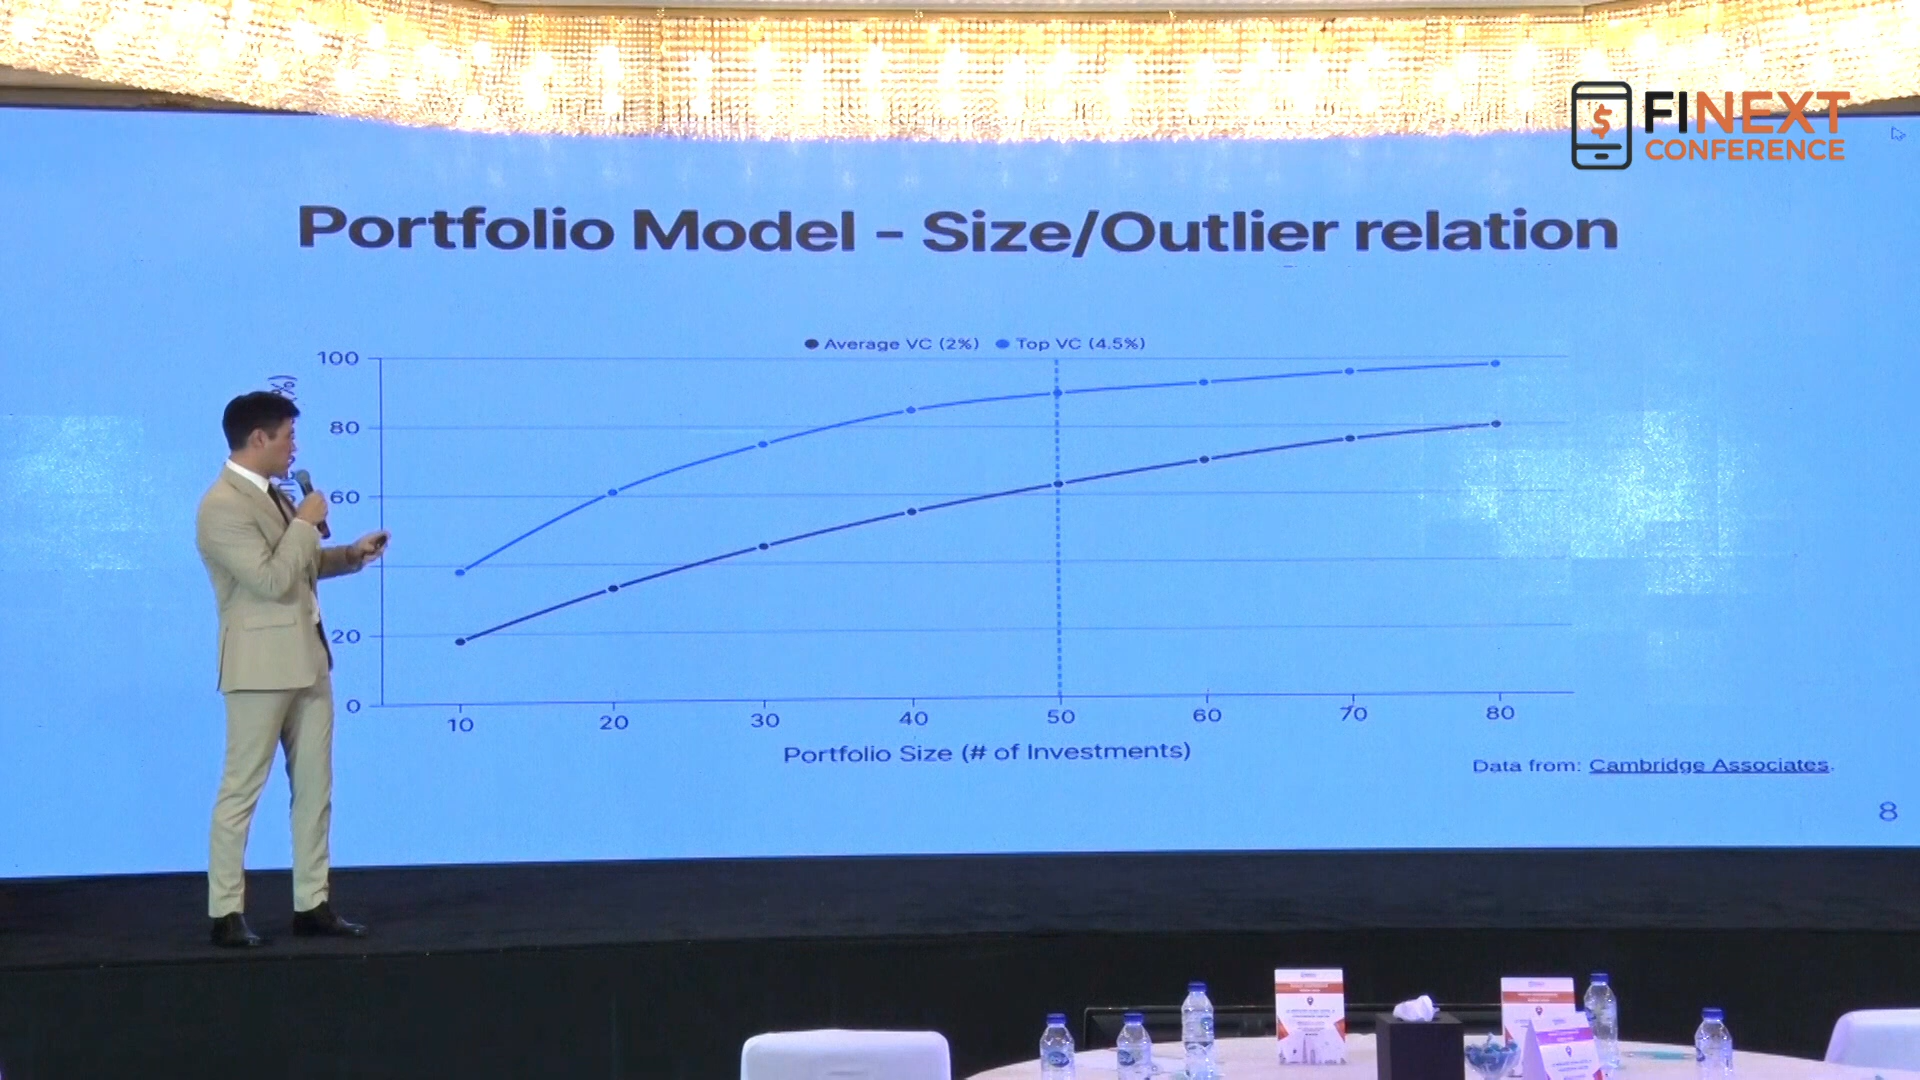 FINEXT
CONFERENCE
Portfolio Model - Size/Outlier relation
Average VC (2%) Top VC (4.5%)
100
80
60
20
0
%)
10 20 30 40 50 60 70 80
Portfolio Size (# of Investments)
Data from: Cambridge Associates.
8